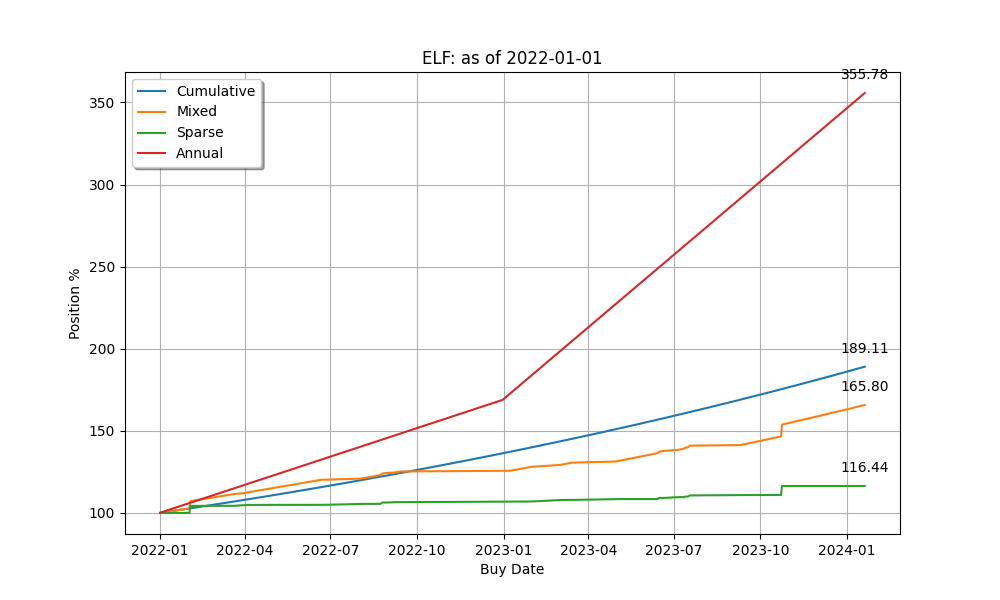 ELF: as of 2022-01-01
Cumulative
Mixed
Sparse
Annual
355.78
189.11
165.80
116.44
350
300
250
200
150
100
Position %
2022-01 2022-04 2022-07 2022-10 2023-01 2023-04 2023-07 2023-10 2024-01
Buy Date